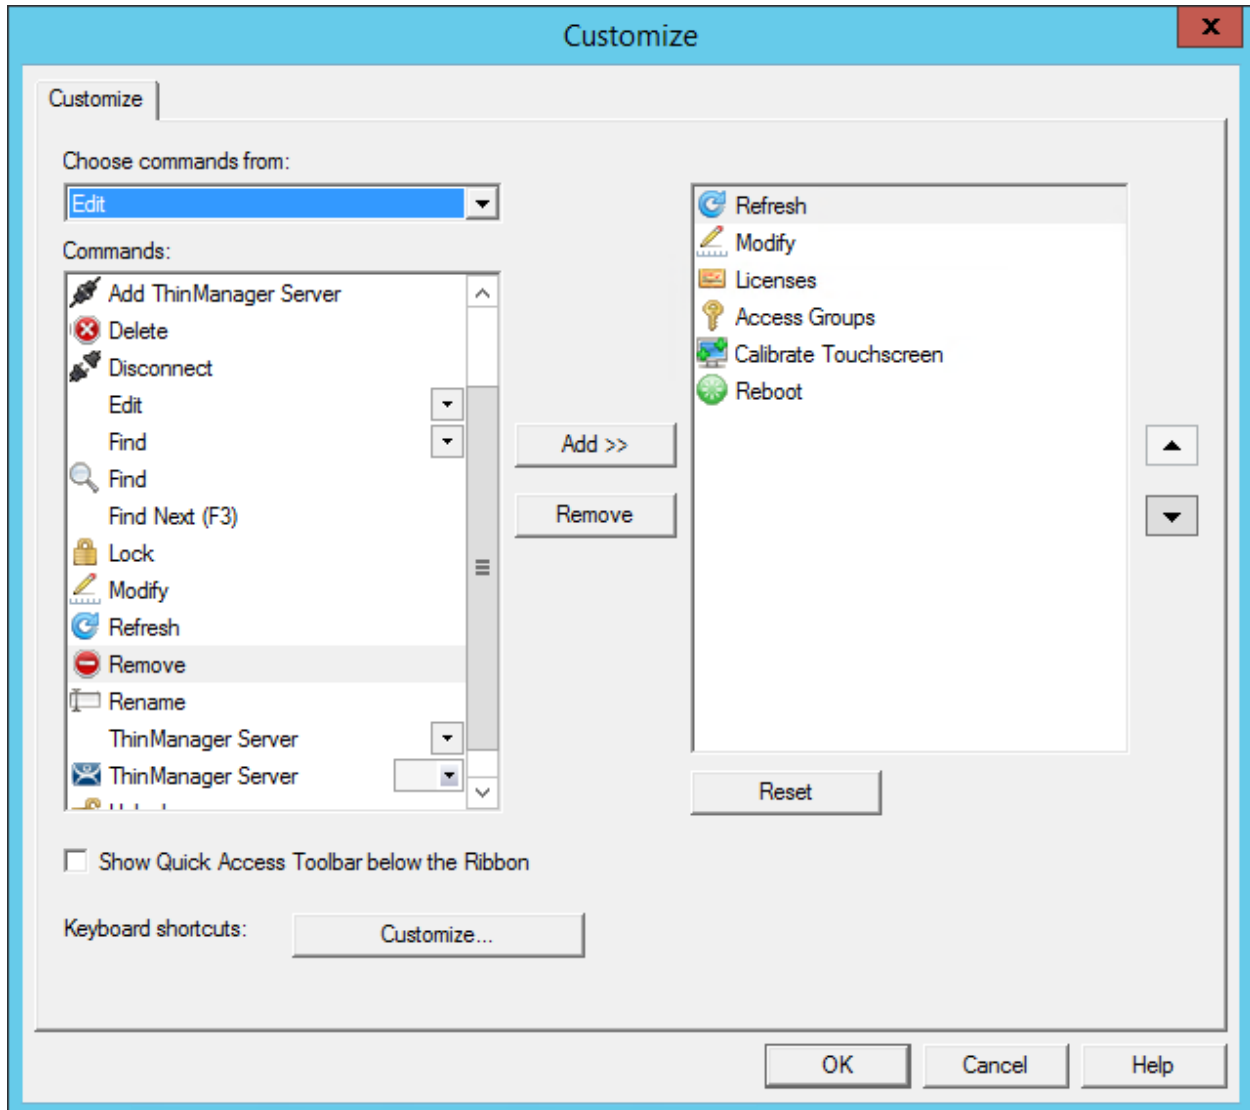 Customize
X
Customize
Choose commands from:
Edit
Commands:
Add ThinManager Server
Delete
Disconnect
Edit
Find
Find
Find Next (F3)
Lock
Modify
Refresh
Remove
Rename
ThinManager Server
ThinManager Server
Add >>
Remove
Refresh
Modify
Licenses
Access Groups
Calibrate Touchscreen
Reboot
Reset
Show Quick Access Toolbar below the Ribbon
Keyboard shortcuts:
Customize...
OK
Cancel
Help